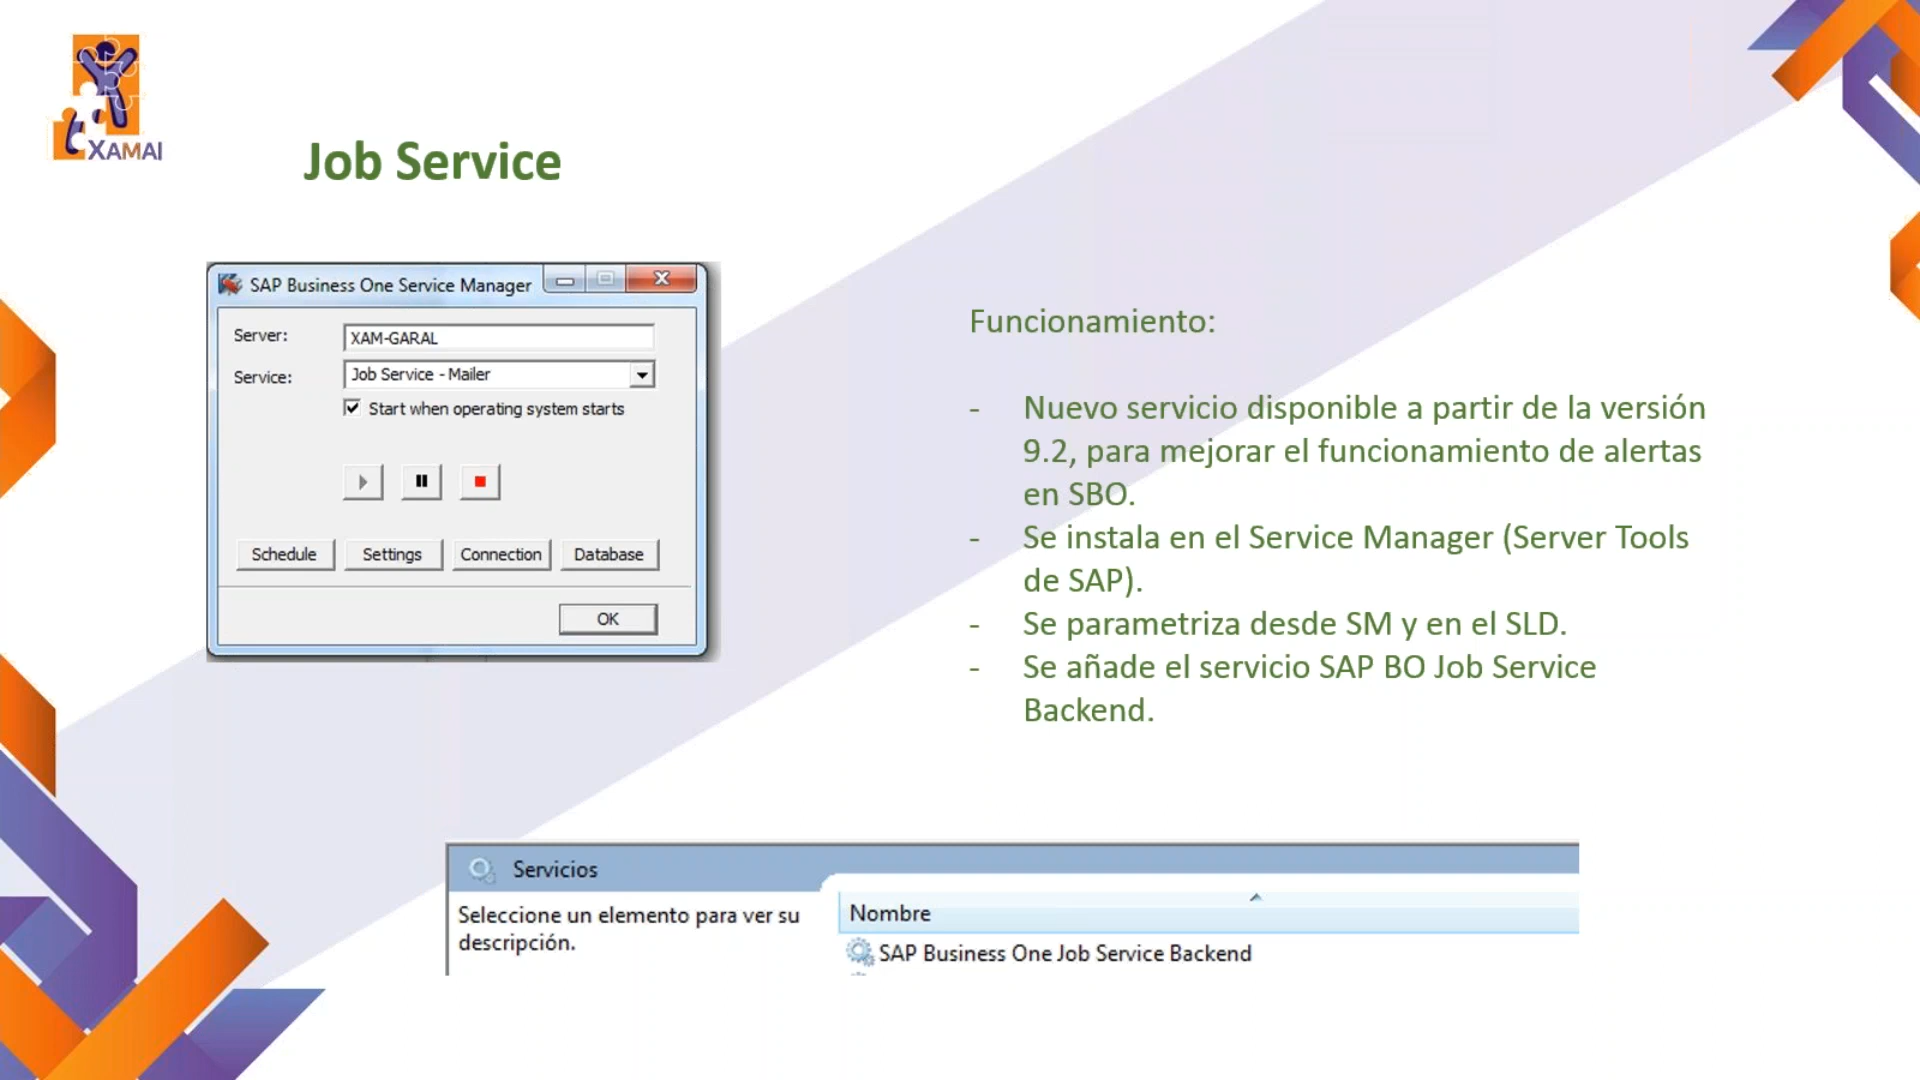 XAMAI
Job Service
SAP Business One Service Manager
Server:
XAM-GARAL
Service:
Job Service - Mailer
Start when operating system starts
Schedule
Settings
Connection
Database
OK
Funcionamiento:
- Nuevo servicio disponible a partir de la versión
9.2, para mejorar el funcionamiento de alertas
en SBO.
- Se instala en el Service Manager (Server Tools
de SAP).
- Se parametriza desde SM y en el SLD.
- Se añade el servicio SAP BO Job Service
Backend.
Servicios
Seleccione un elemento para ver su
descripción.
Nombre
SAP Business One Job Service Backend